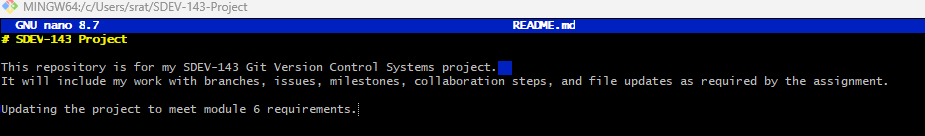 MINGW64:/c/Users/srat/SDEV-143-Project
GNU nano 8.7 README.md
# SDEV-143 Project
This repository is for my SDEV-143 Git Version Control Systems project.
It will include my work with branches, issues, milestones, collaboration steps, and file updates as required by the assignment.
Updating the project to meet module 6 requirements.